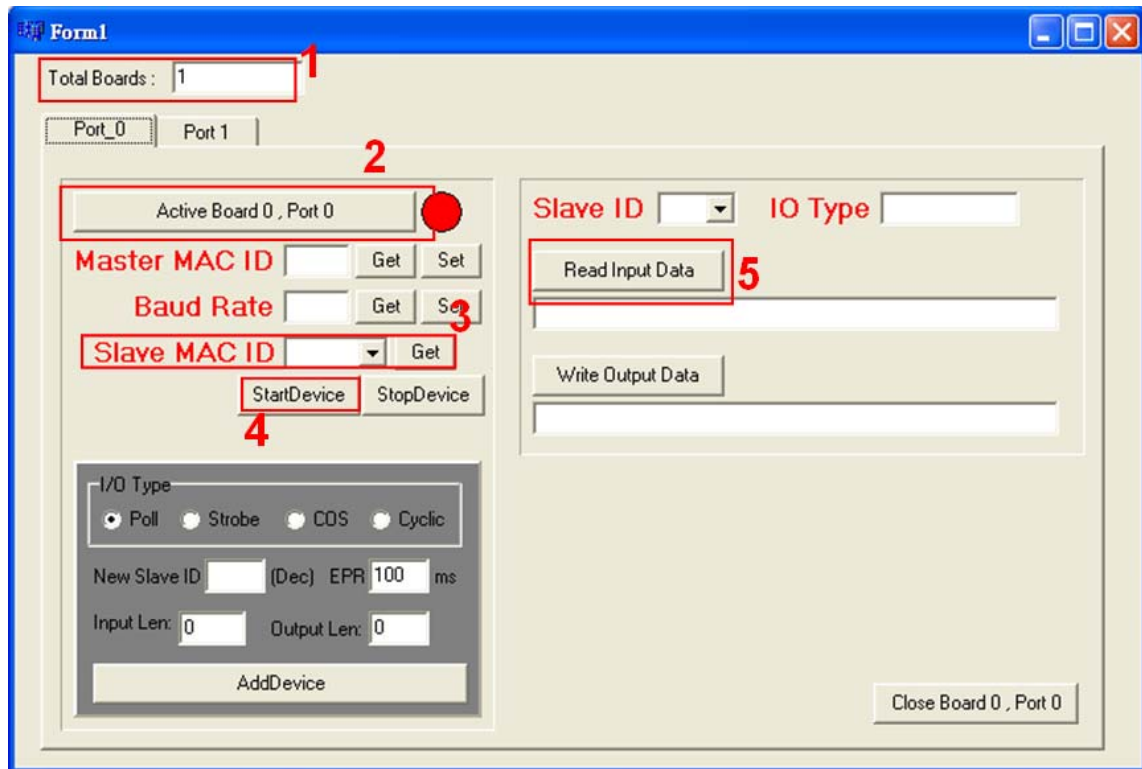 Form1
1
Total Boards : 1
Port_0 Port 1
2
Active Board 0 , Port 0
Master MAC ID Get Set
Baud Rate Get Set
3
Slave MAC ID Get
StartDevice StopDevice
4
I/O Type
Poll Strobe COS Cyclic
New Slave ID (Dec) EPR 100 ms
Input Len: 0 Output Len: 0
AddDevice
Slave ID IO Type
Read Input Data 5
Write Output Data
Close Board 0 , Port 0